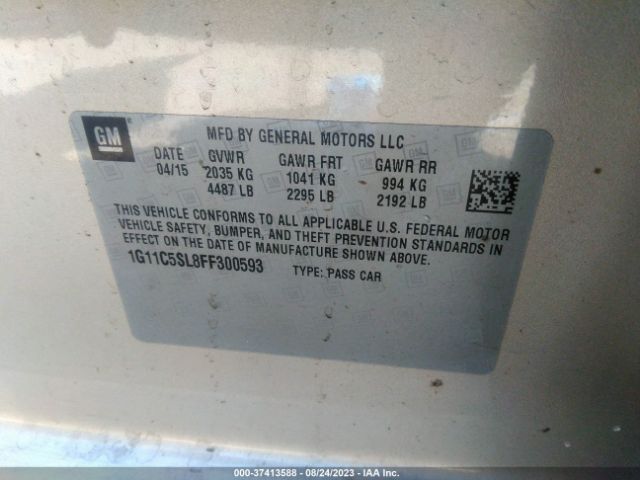 GM
MFD BY GENERAL MOTORS LLC
DATE GVWR GAWR FRT GAWR RR
04/15 2035 KG 1041 KG 994 KG
4487 LB 2295 LB 2192 LB
THIS VEHICLE CONFORMS TO ALL APPLICABLE U.S. FEDERAL MOTOR
VEHICLE SAFETY, BUMPER, AND THEFT PREVENTION STANDARDS IN
EFFECT ON THE DATE OF MANUFACTURE SHOWN ABOVE.
1G11C5SL8FF300593 TYPE: PASS CAR
000-37413588 - 08/24/2023 - IAA Inc.